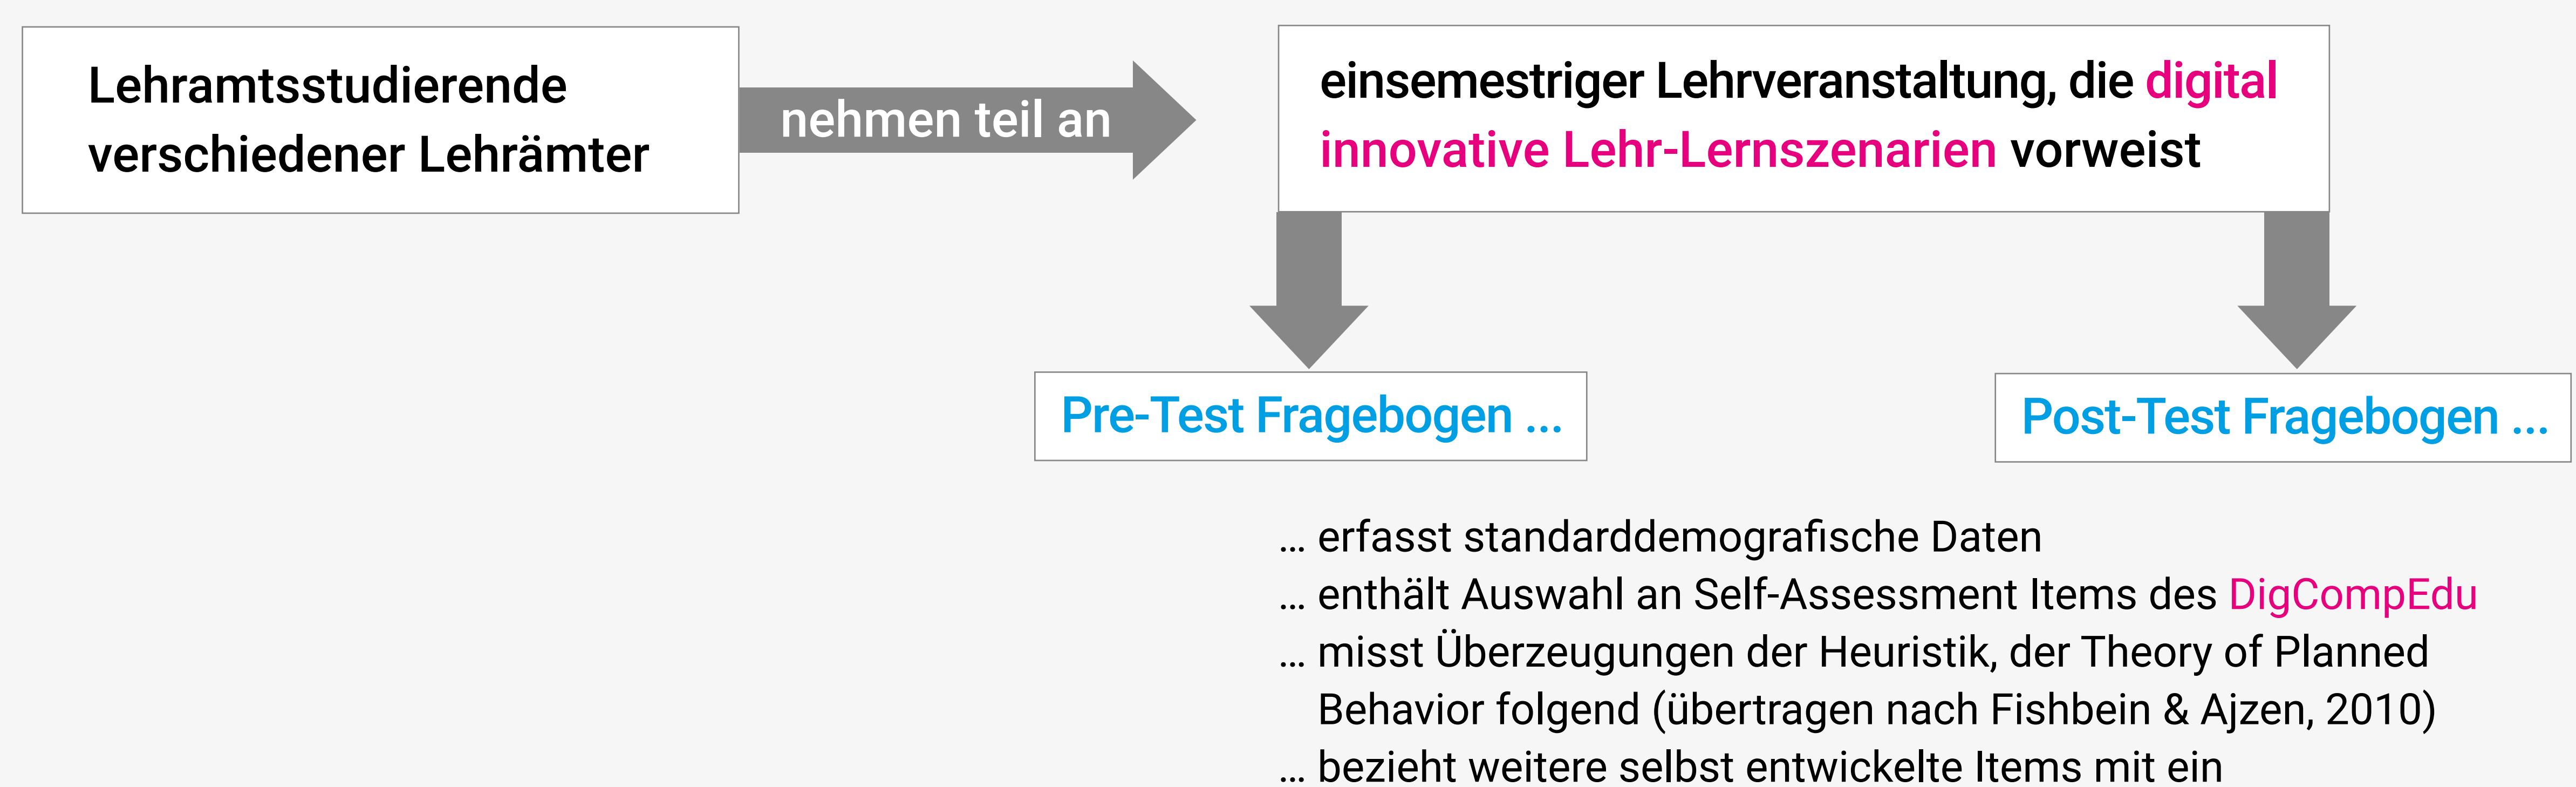 Lehramtsstudierende
verschiedener Lehrämter
nehmen teil an
einsemestriger Lehrveranstaltung, die digital
innovative Lehr-Lernszenarien vorweist
Pre-Test Fragebogen ...
Post-Test Fragebogen ...
... erfasst standarddemografische Daten
... enthält Auswahl an Self-Assessment Items des DigCompEdu
... misst Überzeugungen der Heuristik, der Theory of Planned
Behavior folgend (übertragen nach Fishbein & Ajzen, 2010)
... bezieht weitere selbst entwickelte Items mit ein